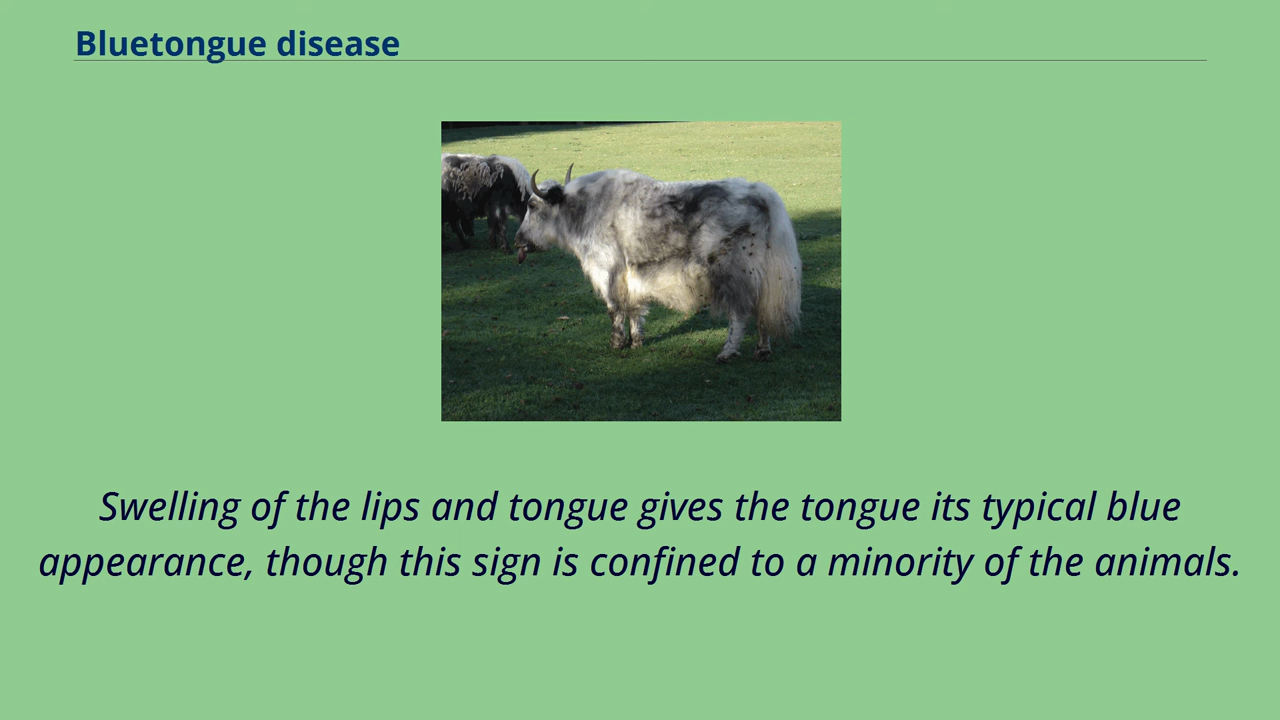 Bluetongue disease
Swelling of the lips and tongue gives the tongue its typical blue
appearance, though this sign is confined to a minority of the animals.